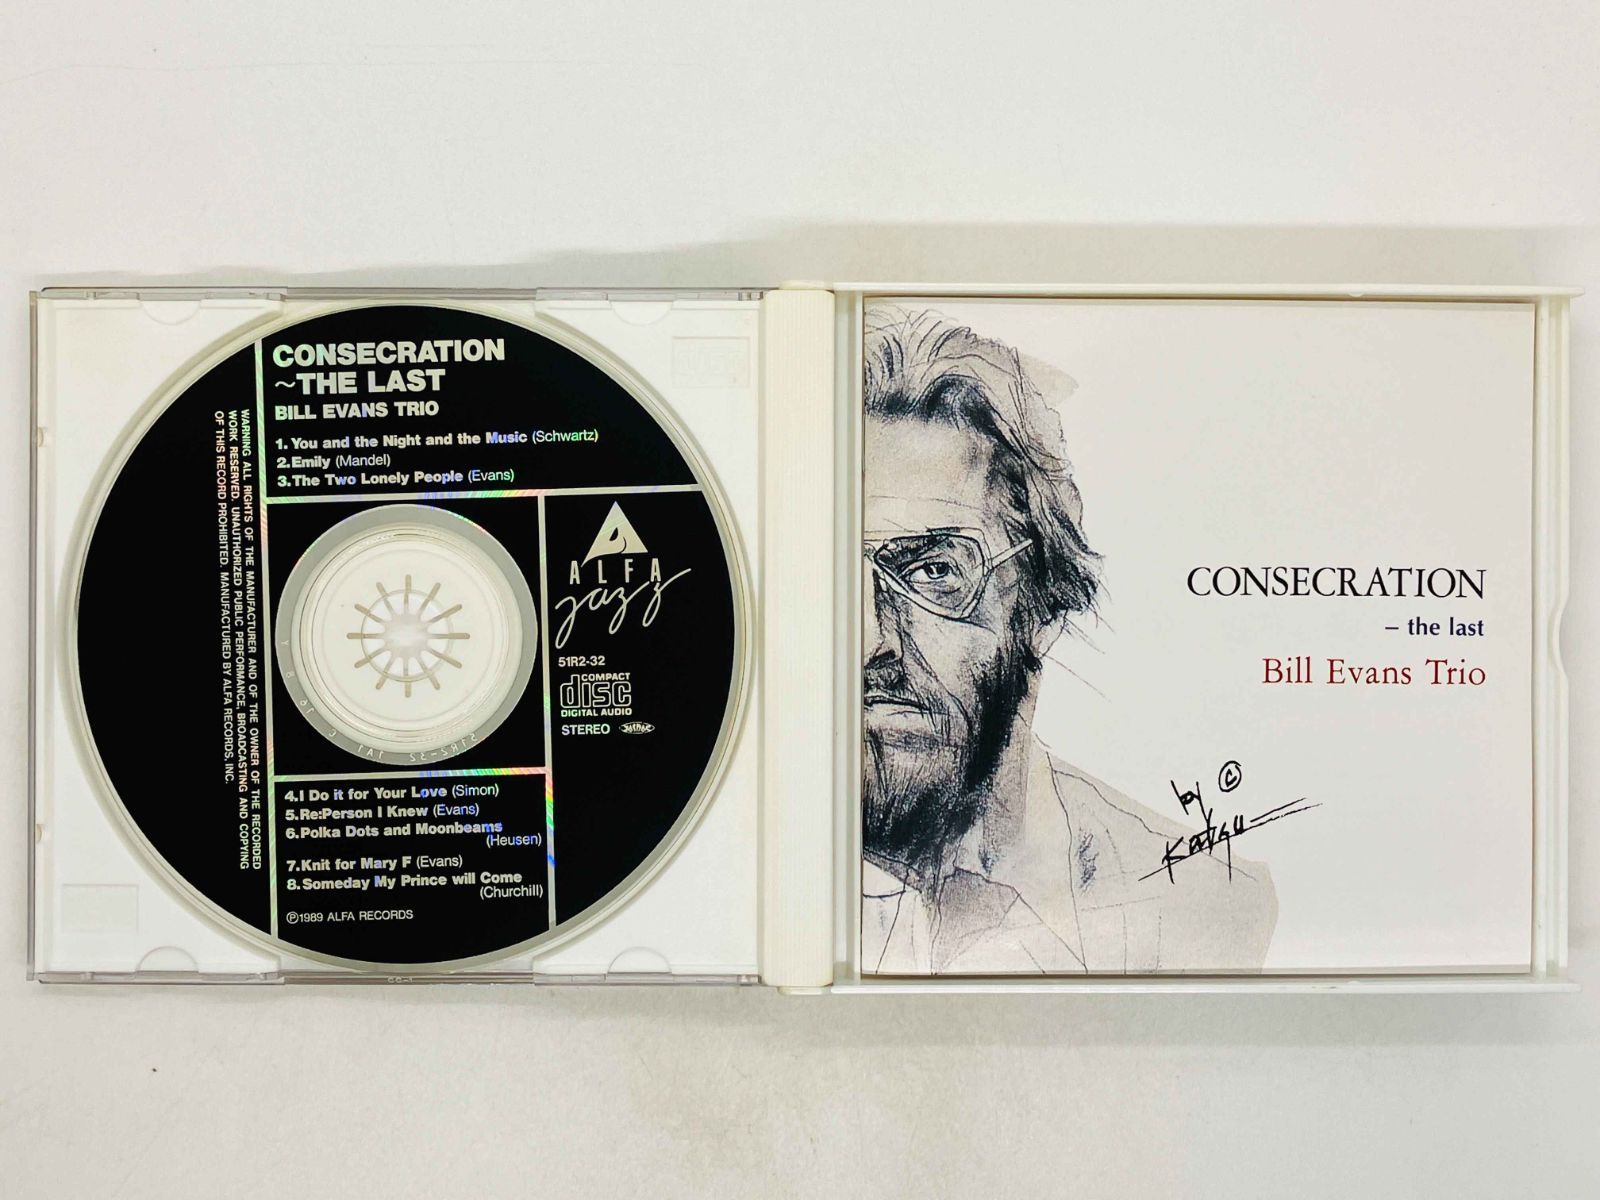 CONSECRATION
~THE LAST
BILL EVANS TRIO
1. You and the Night and the Music (Schwartz)
2. Emily (Mandel)
3. The Two Lonely People (Evans)
ALFA
jazz
51R2-32
COMPACT
disc
DIGITAL AUDIO
STEREO
4. I Do it for Your Love (Simon)
5. Re:Person I Knew (Evans)
6. Polka Dots and Moonbeams
(Heusen)
7. Knit for Mary F (Evans)
8. Someday My Prince will Come
(Churchill)
℗1989 ALFA RECORDS
WARNING ALL RIGHTS OF THE MANUFACTURER AND OF THE OWNER OF THE RECORDED
WORK RESERVED. UNAUTHORIZED PUBLIC PERFORMANCE, BROADCASTING AND COPYING
OF THIS RECORD PROHIBITED. MANUFACTURED BY ALFA RECORDS, INC.
CONSECRATION
– the last
Bill Evans Trio
by ©